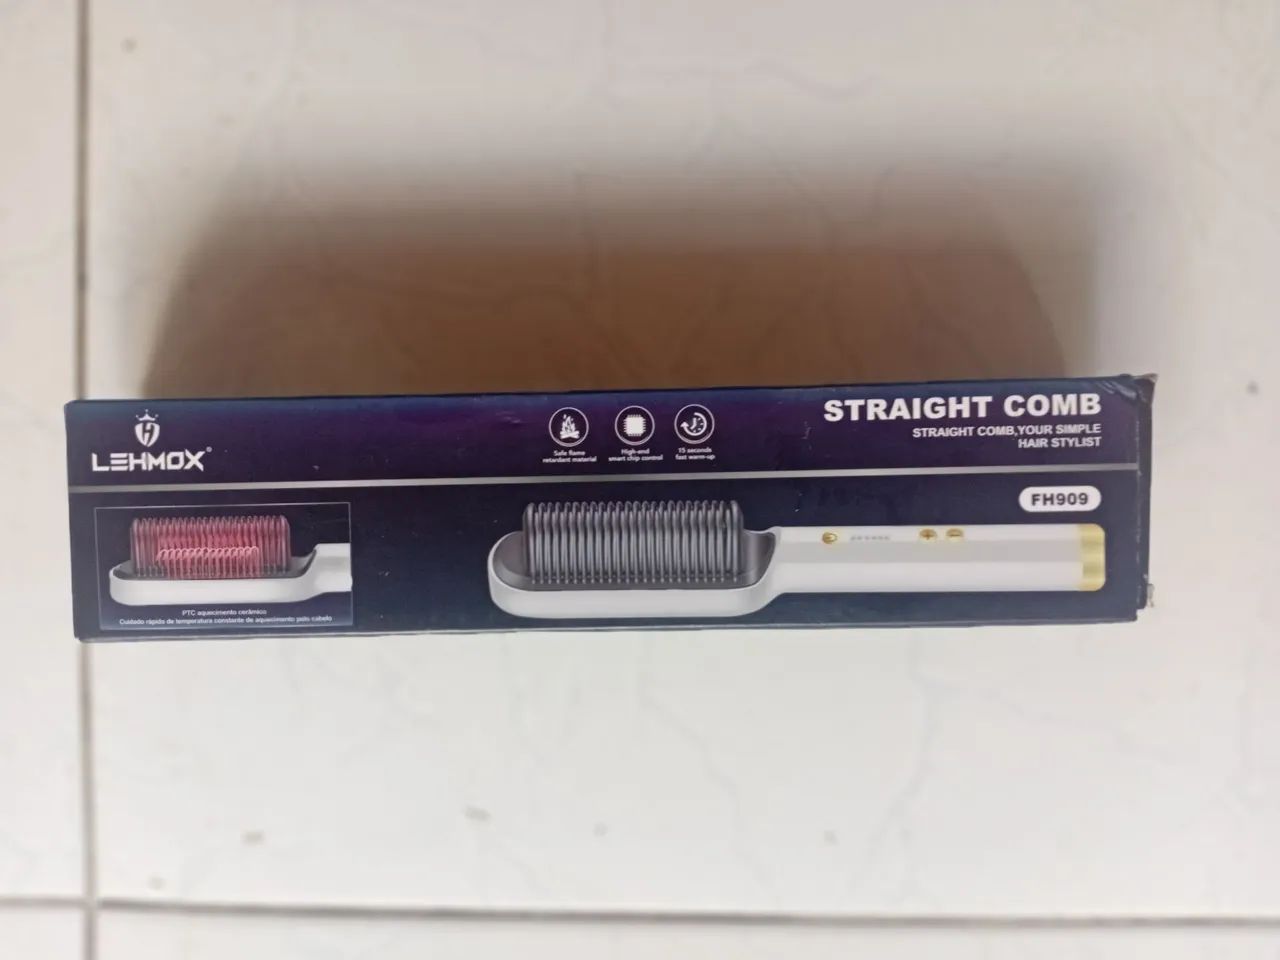 LEHMOX®
Safe flame
retardant material
High-end
smart chip control
15 seconds
fast warm-up
STRAIGHT COMB
STRAIGHT COMB,YOUR SIMPLE
HAIR STYLIST
FH909
PTC aquecimento cerâmico
Cuidado rápido de temperatura constante de aquecimento pelo cabelo